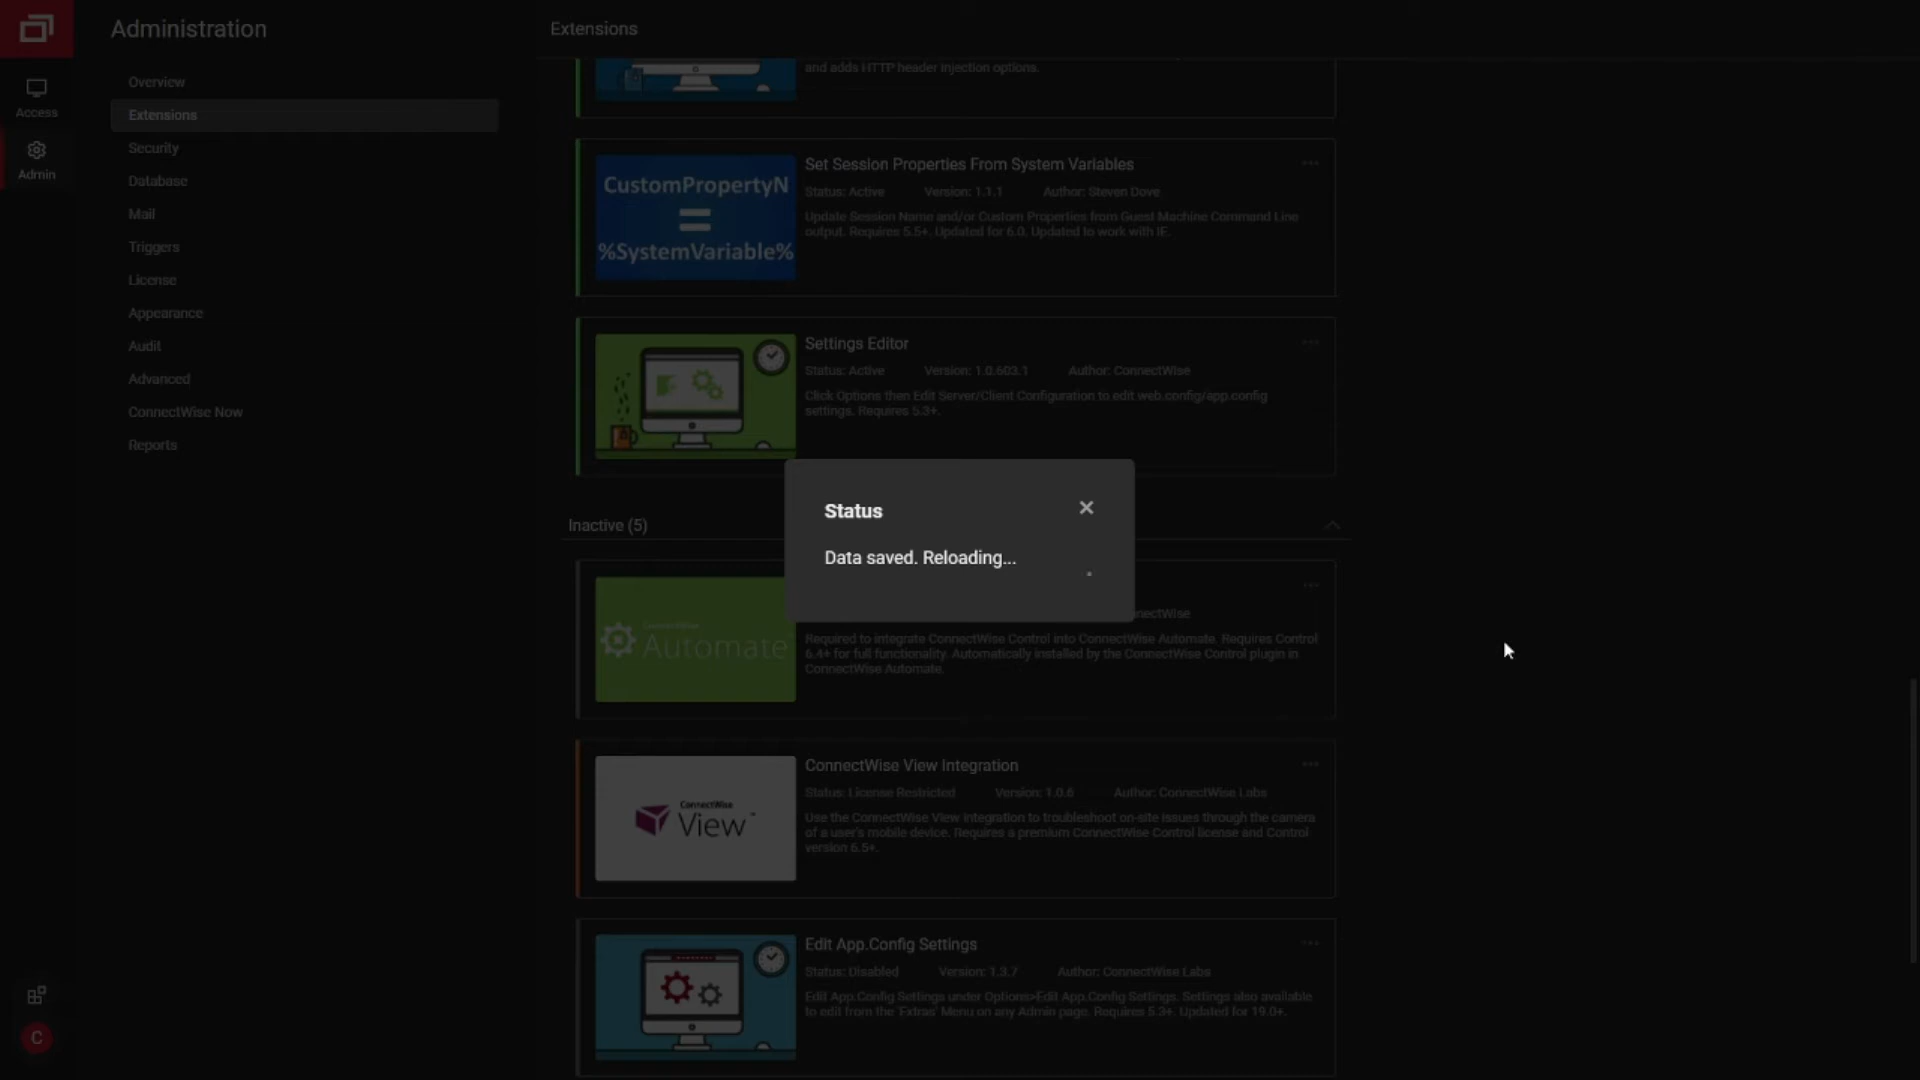 Administration
Extensions
Access
Admin
Overview
Extensions
Security
Database
Mail
Triggers
License
Appearance
Audit
Advanced
ConnectWise Now
Reports
C
and adds HTTP header injection options.
CustomPropertyN
=
%SystemVariable%
Set Session Properties From System Variables
Status: Active Version: 1.1.1 Author: Steven Dove
Update Session Name and/or Custom Properties from Guest Machine Command Line
output. Requires 5.5+. Updated for 6.0. Updated to work with IE.
Settings Editor
Status: Active Version: 1.0.603.1 Author: ConnectWise
Click Options then Edit Server/Client Configuration to edit web.config/app.config
settings. Requires 5.3+.
Inactive (5)
Status
Data saved. Reloading...
ConnectWise
Automate
nectWise
Required to integrate ConnectWise Control into ConnectWise Automate. Requires Control
6.4+ for full functionality. Automatically installed by the ConnectWise Control plugin in
ConnectWise Automate.
ConnectWise
View™
ConnectWise View Integration
Status: License Restricted Version: 1.0.6 Author: ConnectWise Labs
Use the ConnectWise View Integration to troubleshoot on-site issues through the camera
of a user's mobile device. Requires a premium ConnectWise Control license and Control
version 6.5+.
Edit App.Config Settings
Status: Disabled Version: 1.3.7 Author: ConnectWise Labs
Edit App.Config Settings under Options>Edit App.Config Settings. Settings also available
to edit from the 'Extras' Menu on any Admin page. Requires 5.3+. Updated for 19.0+.